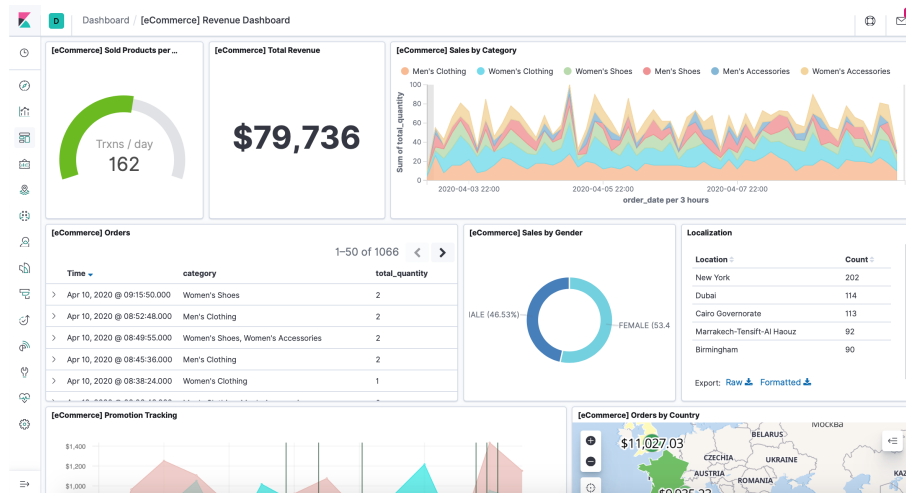 D Dashboard / [eCommerce] Revenue Dashboard
[eCommerce] Sold Products per ...
Trxns / day
162
[eCommerce] Total Revenue
$79,736
[eCommerce] Sales by Category
Men's Clothing Women's Clothing Women's Shoes Men's Shoes Men's Accessories Women's Accessories
Sum of total_quantity
100
80
60
40
20
0
2020-04-03 22:00 2020-04-05 22:00 2020-04-07 22:00
order_date per 3 hours
[eCommerce] Orders
1–50 of 1066
Time category total_quantity
Apr 10, 2020 @ 09:15:50.000 Women's Shoes 2
Apr 10, 2020 @ 08:52:48.000 Men's Clothing 2
Apr 10, 2020 @ 08:49:55.000 Women's Shoes, Women's Accessories 2
Apr 10, 2020 @ 08:45:36.000 Men's Clothing 2
Apr 10, 2020 @ 08:38:24.000 Women's Clothing 1
[eCommerce] Sales by Gender
IALE (46.53%)
FEMALE (53.4
Localization
Location Count
New York 202
Dubai 114
Cairo Governorate 113
Marrakech-Tensift-Al Haouz 92
Birmingham 90
Export: Raw Formatted
[eCommerce] Promotion Tracking
$1,400
$1,200
$1,000
[eCommerce] Orders by Country
$11,027.03
BELARUS
CZECHIA
UKRAINE
AUSTRIA
ROMANIA
KAZ